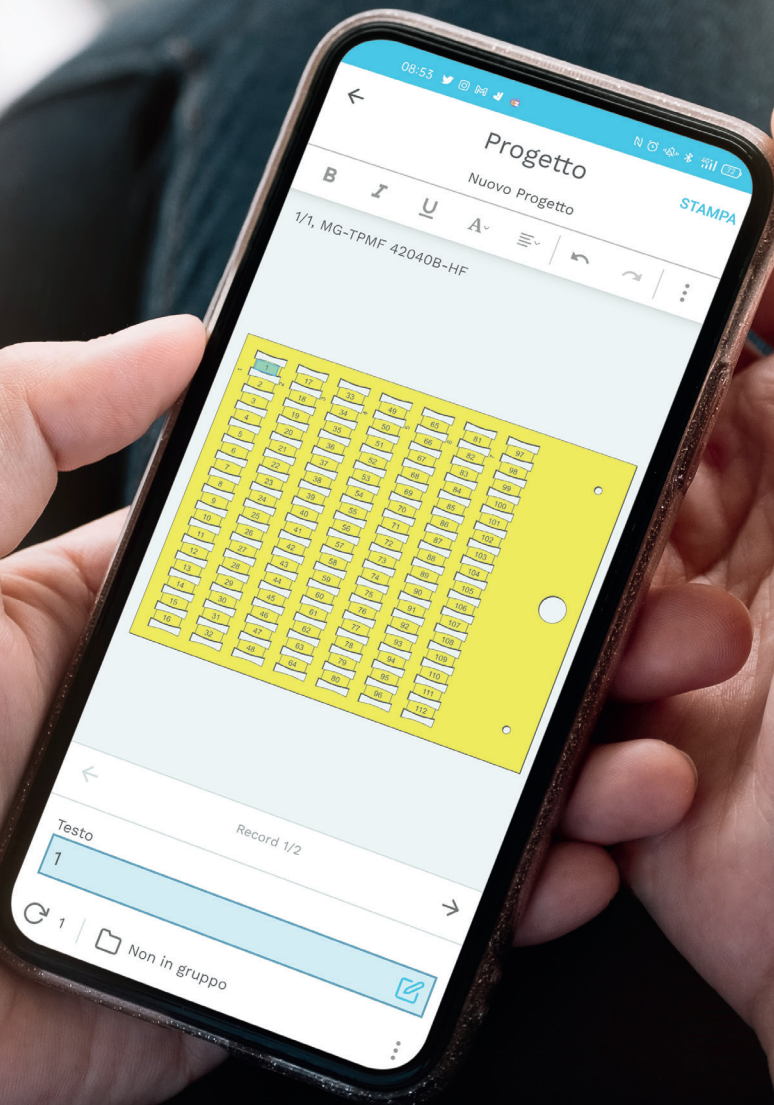 08:53
4G 72
Progetto
Nuovo Progetto
STAMPA
B I U A
1/1, MG-TPMF 42040B-HF
1 17 33 49 65 81 97
2 18 34 50 66 82 98
3 19 35 51 67 83 99
4 20 36 52 68 84 100
5 21 37 53 69 85 101
6 22 38 54 70 86 102
7 23 39 55 71 87 103
8 24 40 56 72 88 104
9 25 41 57 73 89 105
10 26 42 58 74 90 106
11 27 43 59 75 91 107
12 28 44 60 76 92 108
13 29 45 61 77 93 109
14 30 46 62 78 94 110
15 31 47 63 79 95 111
16 32 48 64 80 96 112
Record 1/2
Testo
1
1 Non in gruppo